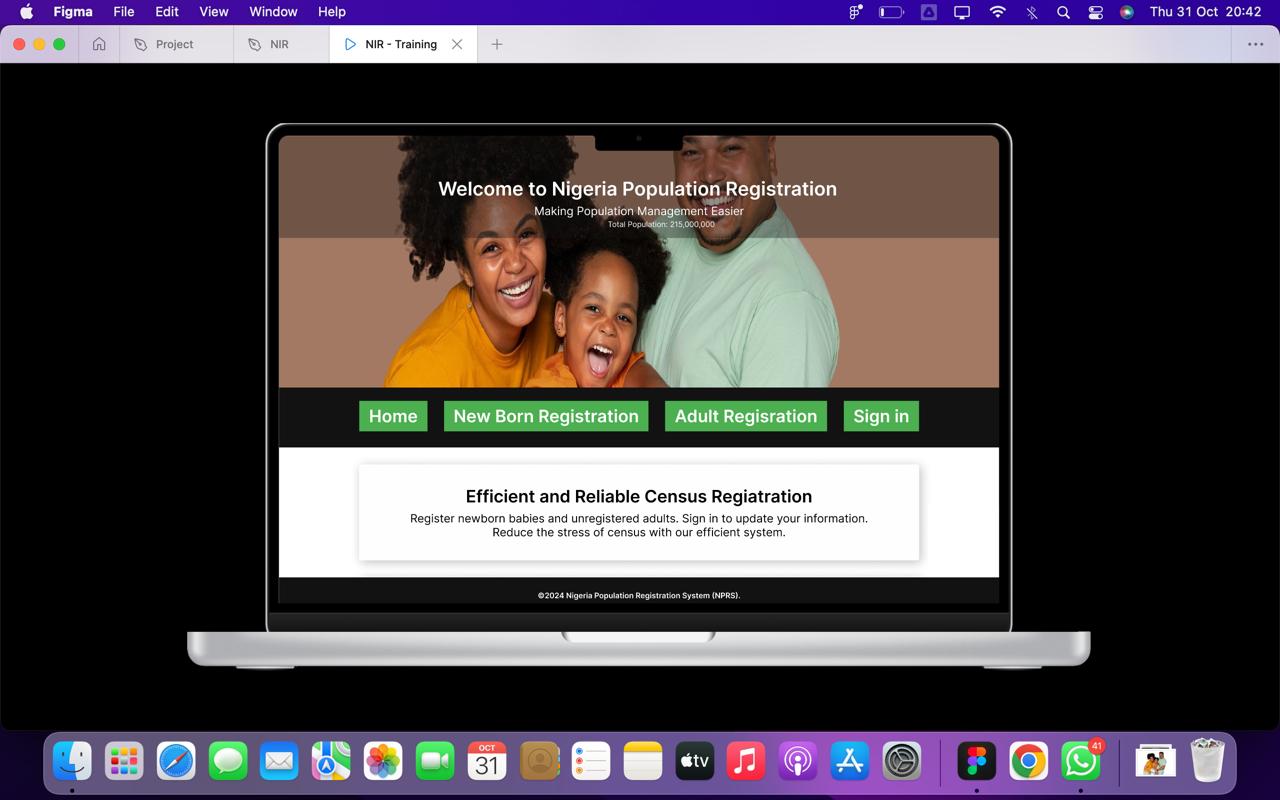 Figma File Edit View Window Help Thu 31 Oct 20:42
Project NIR NIR - Training
Welcome to Nigeria Population Registration
Making Population Management Easier
Total Population: 215,000,000
Home New Born Registration Adult Regisration Sign in
Efficient and Reliable Census Regiatration
Register newborn babies and unregistered adults. Sign in to update your information.
Reduce the stress of census with our efficient system.
©2024 Nigeria Population Registration System (NPRS).
OCT
31
tv
41